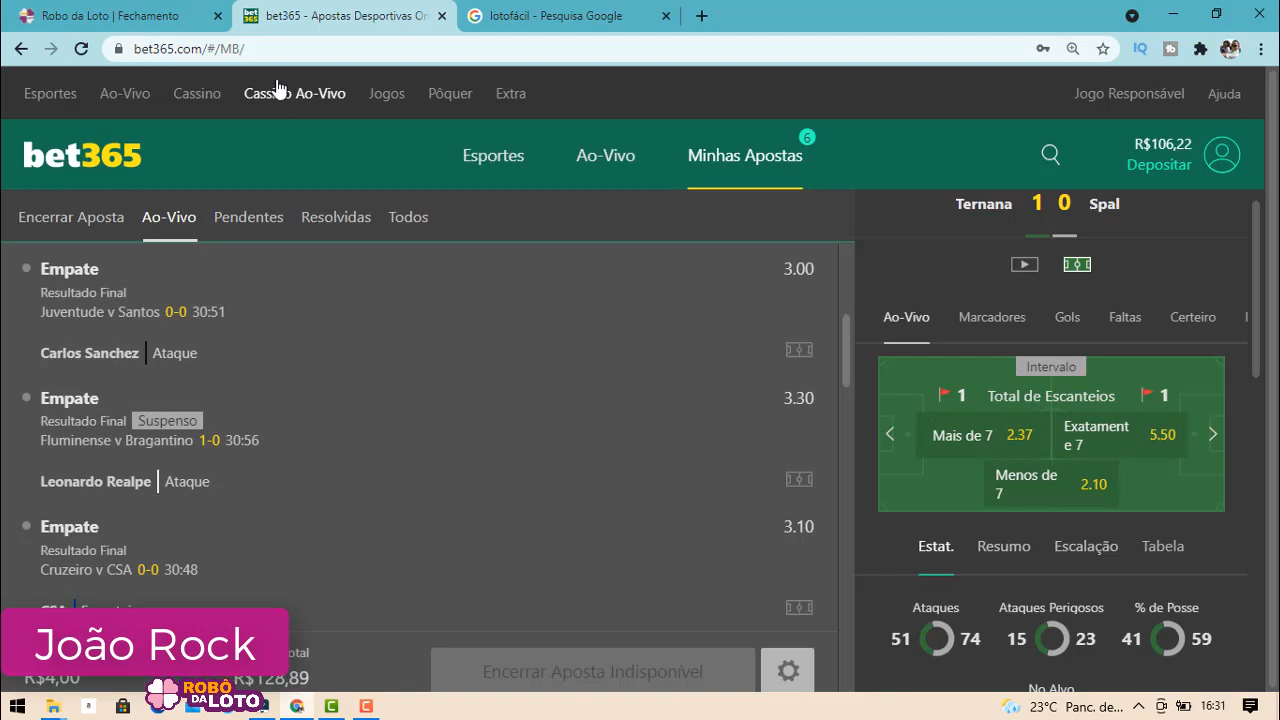 Robo da Loto | Fechamento
bet365 - Apostas Desportivas On
lotofácil - Pesquisa Google
bet365.com/#/MB/
Esportes Ao-Vivo Cassino Cassino Ao-Vivo Jogos Pôquer Extra Jogo Responsável Ajuda
bet365 Esportes Ao-Vivo Minhas Apostas 6
R$106,22
Depositar
Encerrar Aposta Ao-Vivo Pendentes Resolvidas Todos
Empate 3.00
Resultado Final
Juventude v Santos 0-0 30:51
Carlos Sanchez Ataque
Empate 3.30
Resultado Final Suspenso
Fluminense v Bragantino 1-0 30:56
Leonardo Realpe Ataque
Empate 3.10
Resultado Final
Cruzeiro v CSA 0-0 30:48
CSA
R$4,00
R$128,89
Encerrar Aposta Indisponível
Ternana 1 0 Spal
Ao-Vivo Marcadores Gols Faltas Certeiro
Intervalo
1 Total de Escanteios 1
Mais de 7 2.37
Exatament
e 7 5.50
Menos de
7 2.10
Estat. Resumo Escalação Tabela
Ataques Ataques Perigosos % de Posse
51 74 15 23 41 59
No Alvo
João Rock
ROBÔ
DA LOTO
23°C Panc. de... 16:31